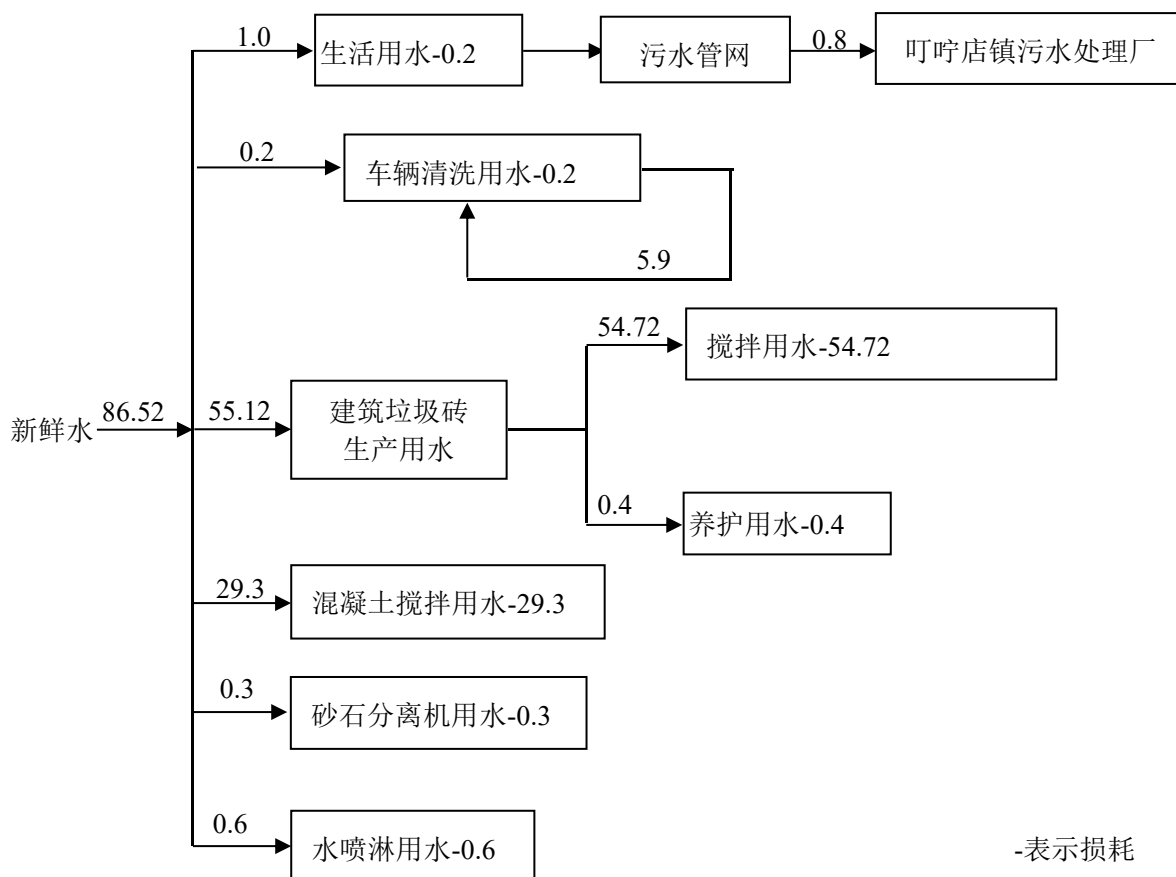 1.0
生活用水-0.2
污水管网
0.8
叮咛店镇污水处理厂
0.2
车辆清洗用水-0.2
5.9
54.72
搅拌用水-54.72
新鲜水
86.52
55.12
建筑垃圾砖
生产用水
0.4
养护用水-0.4
29.3
混凝土搅拌用水-29.3
0.3
砂石分离机用水-0.3
0.6
水喷淋用水-0.6
-表示损耗